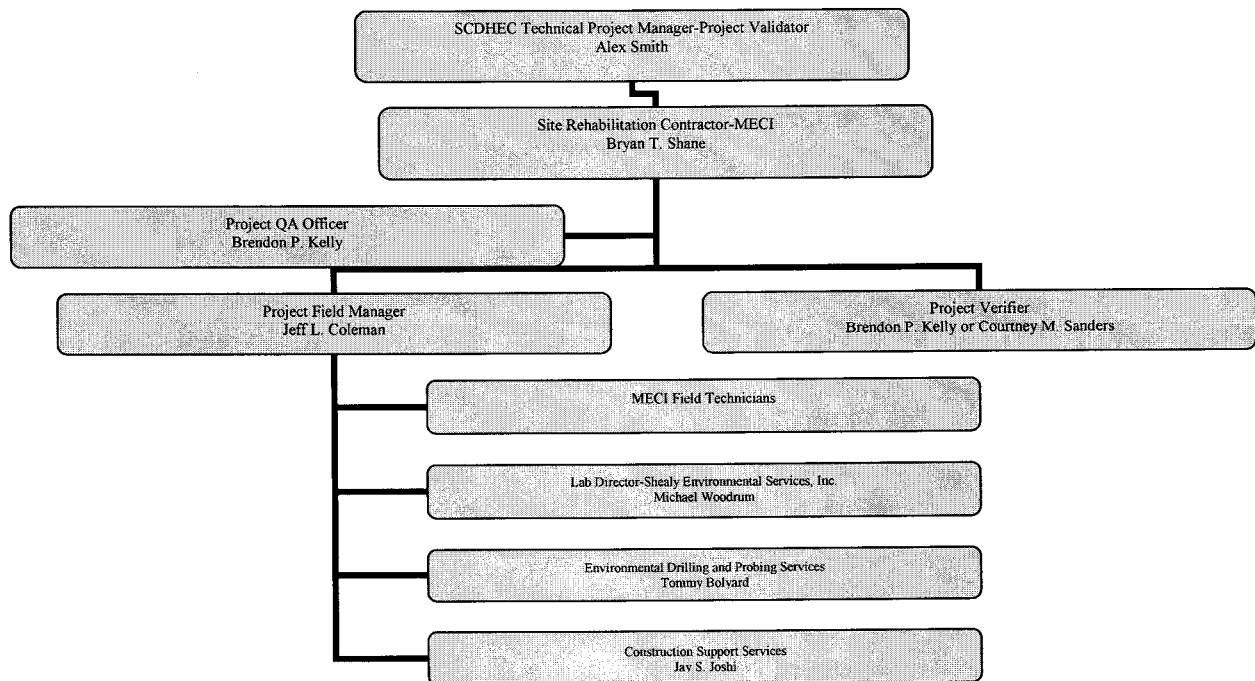 SCDHEC Technical Project Manager-Project Validator
Alex Smith
Site Rehabilitation Contractor-MECI
Bryan T. Shane
Project QA Officer
Brendon P. Kelly
Project Field Manager
Jeff L. Coleman
Project Verifier
Brendon P. Kelly or Courtney M. Sanders
MECI Field Technicians
Lab Director-Shealy Environmental Services, Inc
Michael Woodrum
Environmental Drilling and Probing Services
Tommy Bolyard
Construction Support Services
Jay S. Joshi